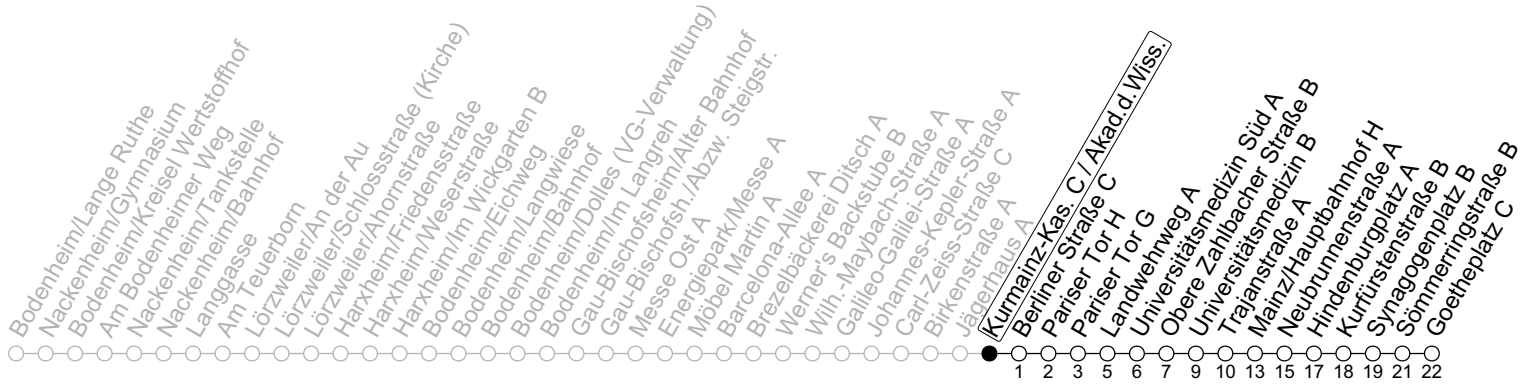 Bodenheim/Lange Ruthe
Nackenheim/Gymnasium
Bodenheim/Kreisel Wertstoffhof
Am Bodenheimer Weg
Nackenheim/Tankstelle
Nackenheim/Bahnhof
Langgasse
Am Teuerborn
Lörzweiler/An der Au
Lörzweiler/Schlossstraße (Kirche)
Lörzweiler/Ahornstraße
Harxheim/Friedensstraße
Harxheim/Weserstraße
Harxheim/Im Wickgarten B
Bodenheim/Eichweg
Bodenheim/Langwiese
Bodenheim/Bahnhof
Bodenheim/Dolles (VG-Verwaltung)
Bodenheim/Im Langreh
Gau-Bischofsheim/Alter Bahnhof
Gau-Bischofsh./Abzw. Steigstr.
Messe Ost A
Energiepark/Messe A
Möbel Martin A
Barcelona-Allee A
Brezelbäckerei Ditsch A
Werner's Backstube B
Wilh.-Maybach-Straße A
Galileo-Galilei-Straße A
Johannes-Kepler-Straße A
Carl-Zeiss-Straße C
Birkenstraße A
Jägerhaus A
Kurmainz-Kas. C / Akad.d.Wiss.
Berliner Straße C
Pariser Tor H
Pariser Tor G
Landwehrweg A
Universitätsmedizin Süd A
Obere Zahlbacher Straße B
Universitätsmedizin B
Trajanstraße A
Mainz/Hauptbahnhof H
Neubrunnenstraße A
Hindenburgplatz A
Kurfürstenstraße B
Synagogenplatz B
Sömmeringstraße B
Goetheplatz C
1 2 3 5 6 7 9 10 13 15 17 18 19 21 22